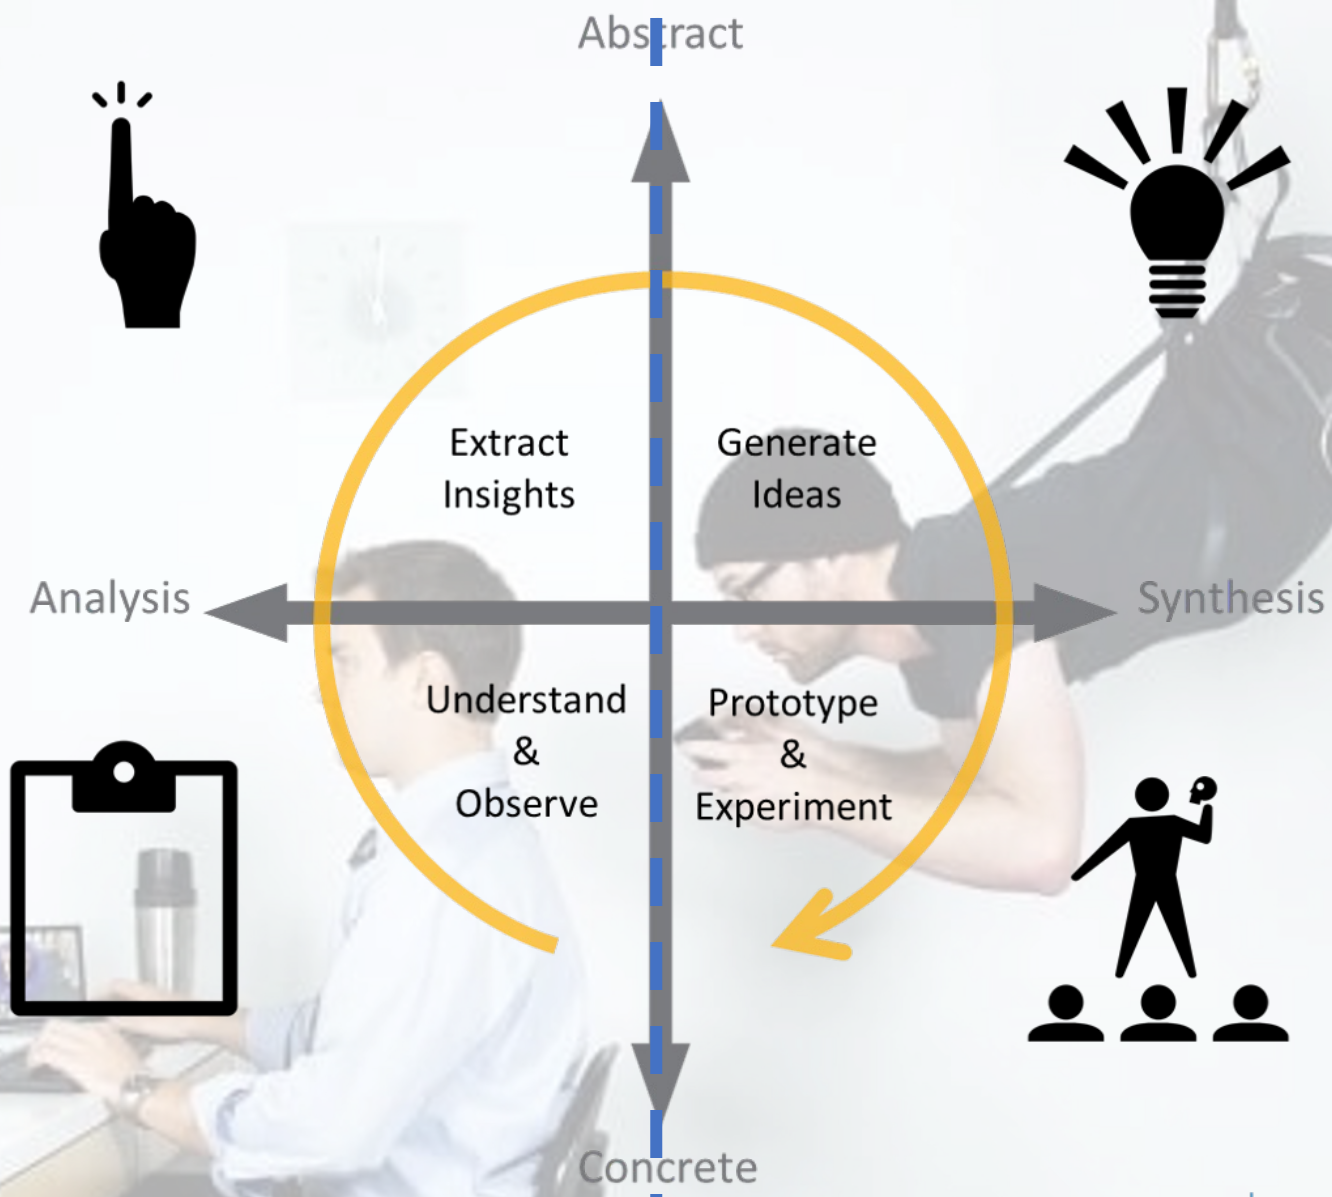 Abstract
Extract
Insights
Generate
Ideas
Analysis
Synthesis
Understand
&
Observe
Prototype
&
Experiment
Concrete